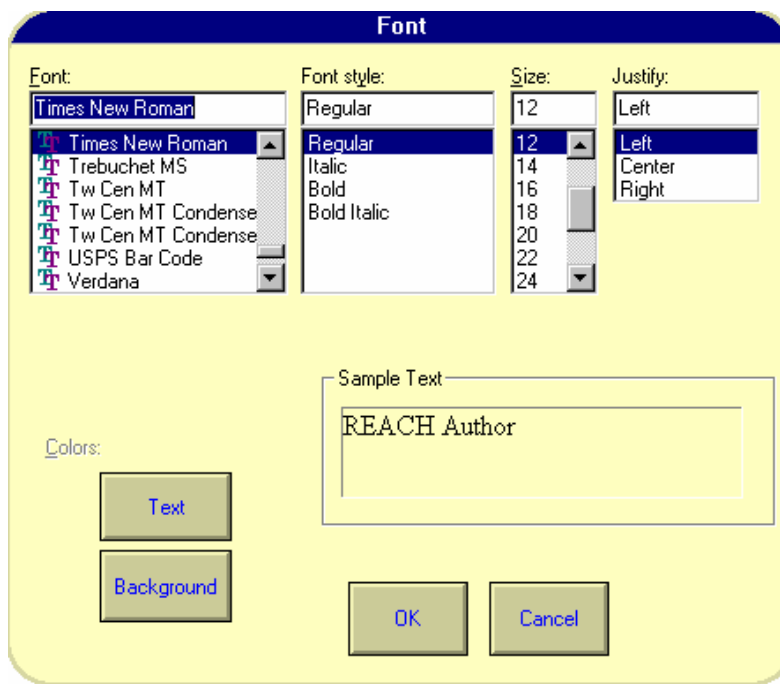 Font
Font: Font style: Size: Justify:
Times New Roman Regular 12 Left
Times New Roman Regular 12 Left
Trebuchet MS Italic 14 Center
Tw Cen MT Bold 16 Right
Tw Cen MT Condense Bold Italic 18
Tw Cen MT Condense 20
USPS Bar Code 22
Verdana 24
Sample Text
REACH Author
Colors:
Text
Background
OK Cancel